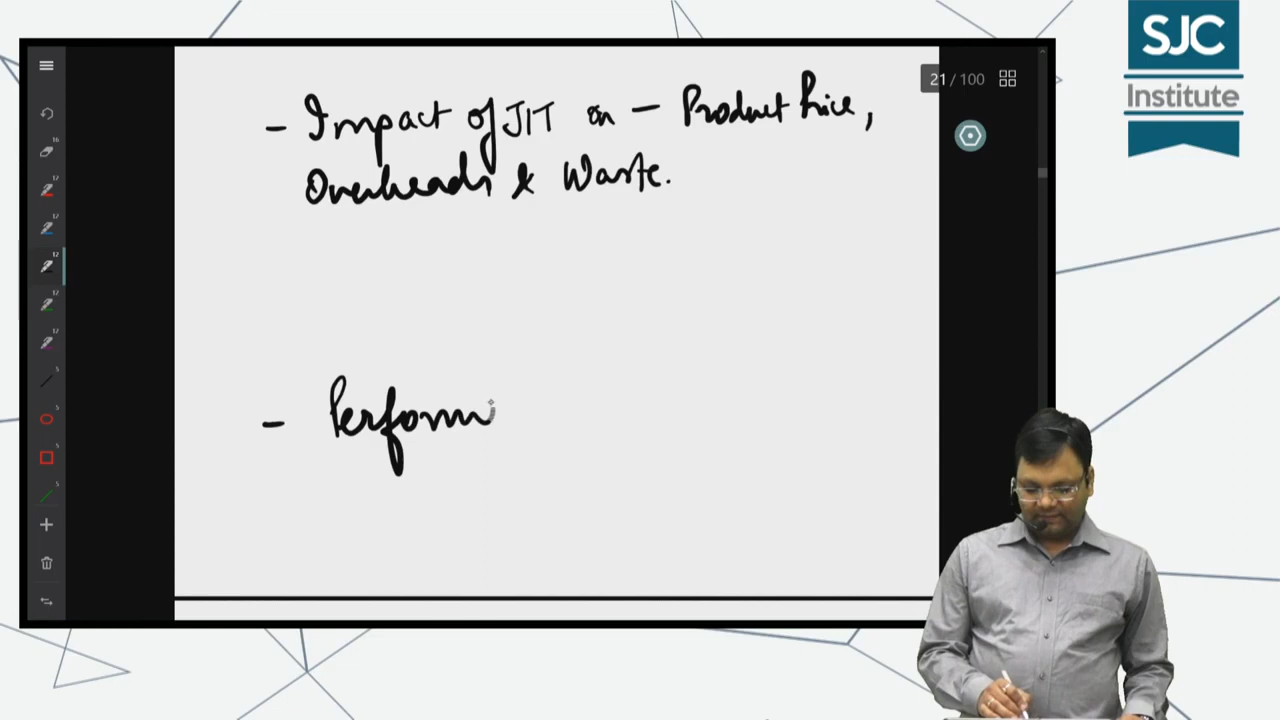 SJC
Institute
21 / 100
- Impact of JIT on - Product Price,
Overheads & Waste.
- Perform